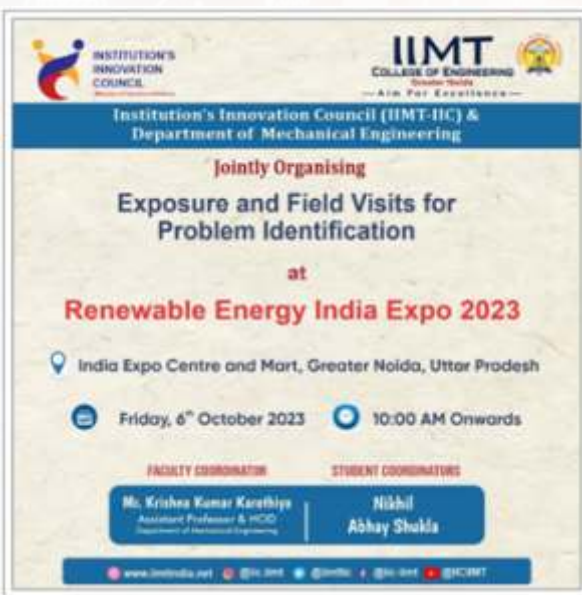 INSTITUTION'S
INNOVATION
COUNCIL
IIMT
COLLEGE OF ENGINEERING
Greater Noida
Aim For Excellence
Institution's Innovation Council (IIMT-IIC) &
Department of Mechanical Engineering
Jointly Organising
Exposure and Field Visits for
Problem Identification
at
Renewable Energy India Expo 2023
India Expo Centre and Mart, Greater Noida, Uttar Pradesh
Friday, 6th October 2023
10:00 AM Onwards
FACULTY COORDINATOR
Mr. Krishna Kumar Karothiya
Assistant Professor & HOD
Department of Mechanical Engineering
STUDENT COORDINATORS
Nikhil
Abhay Shukla